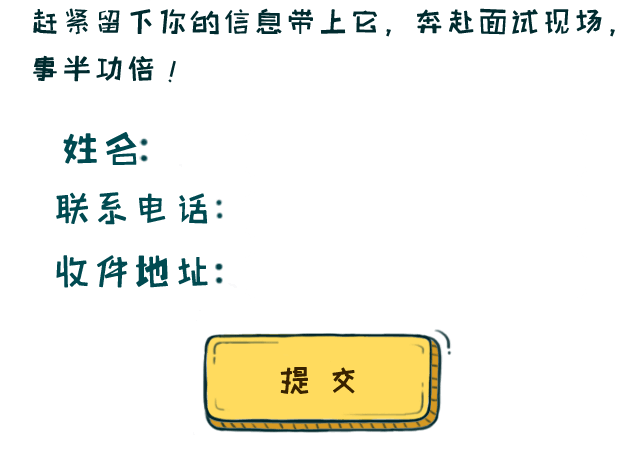 赶紧留下你的信息带上它，奔赴面试现场，
事半功倍！
姓名：
联系电话：
收件地址：
提交